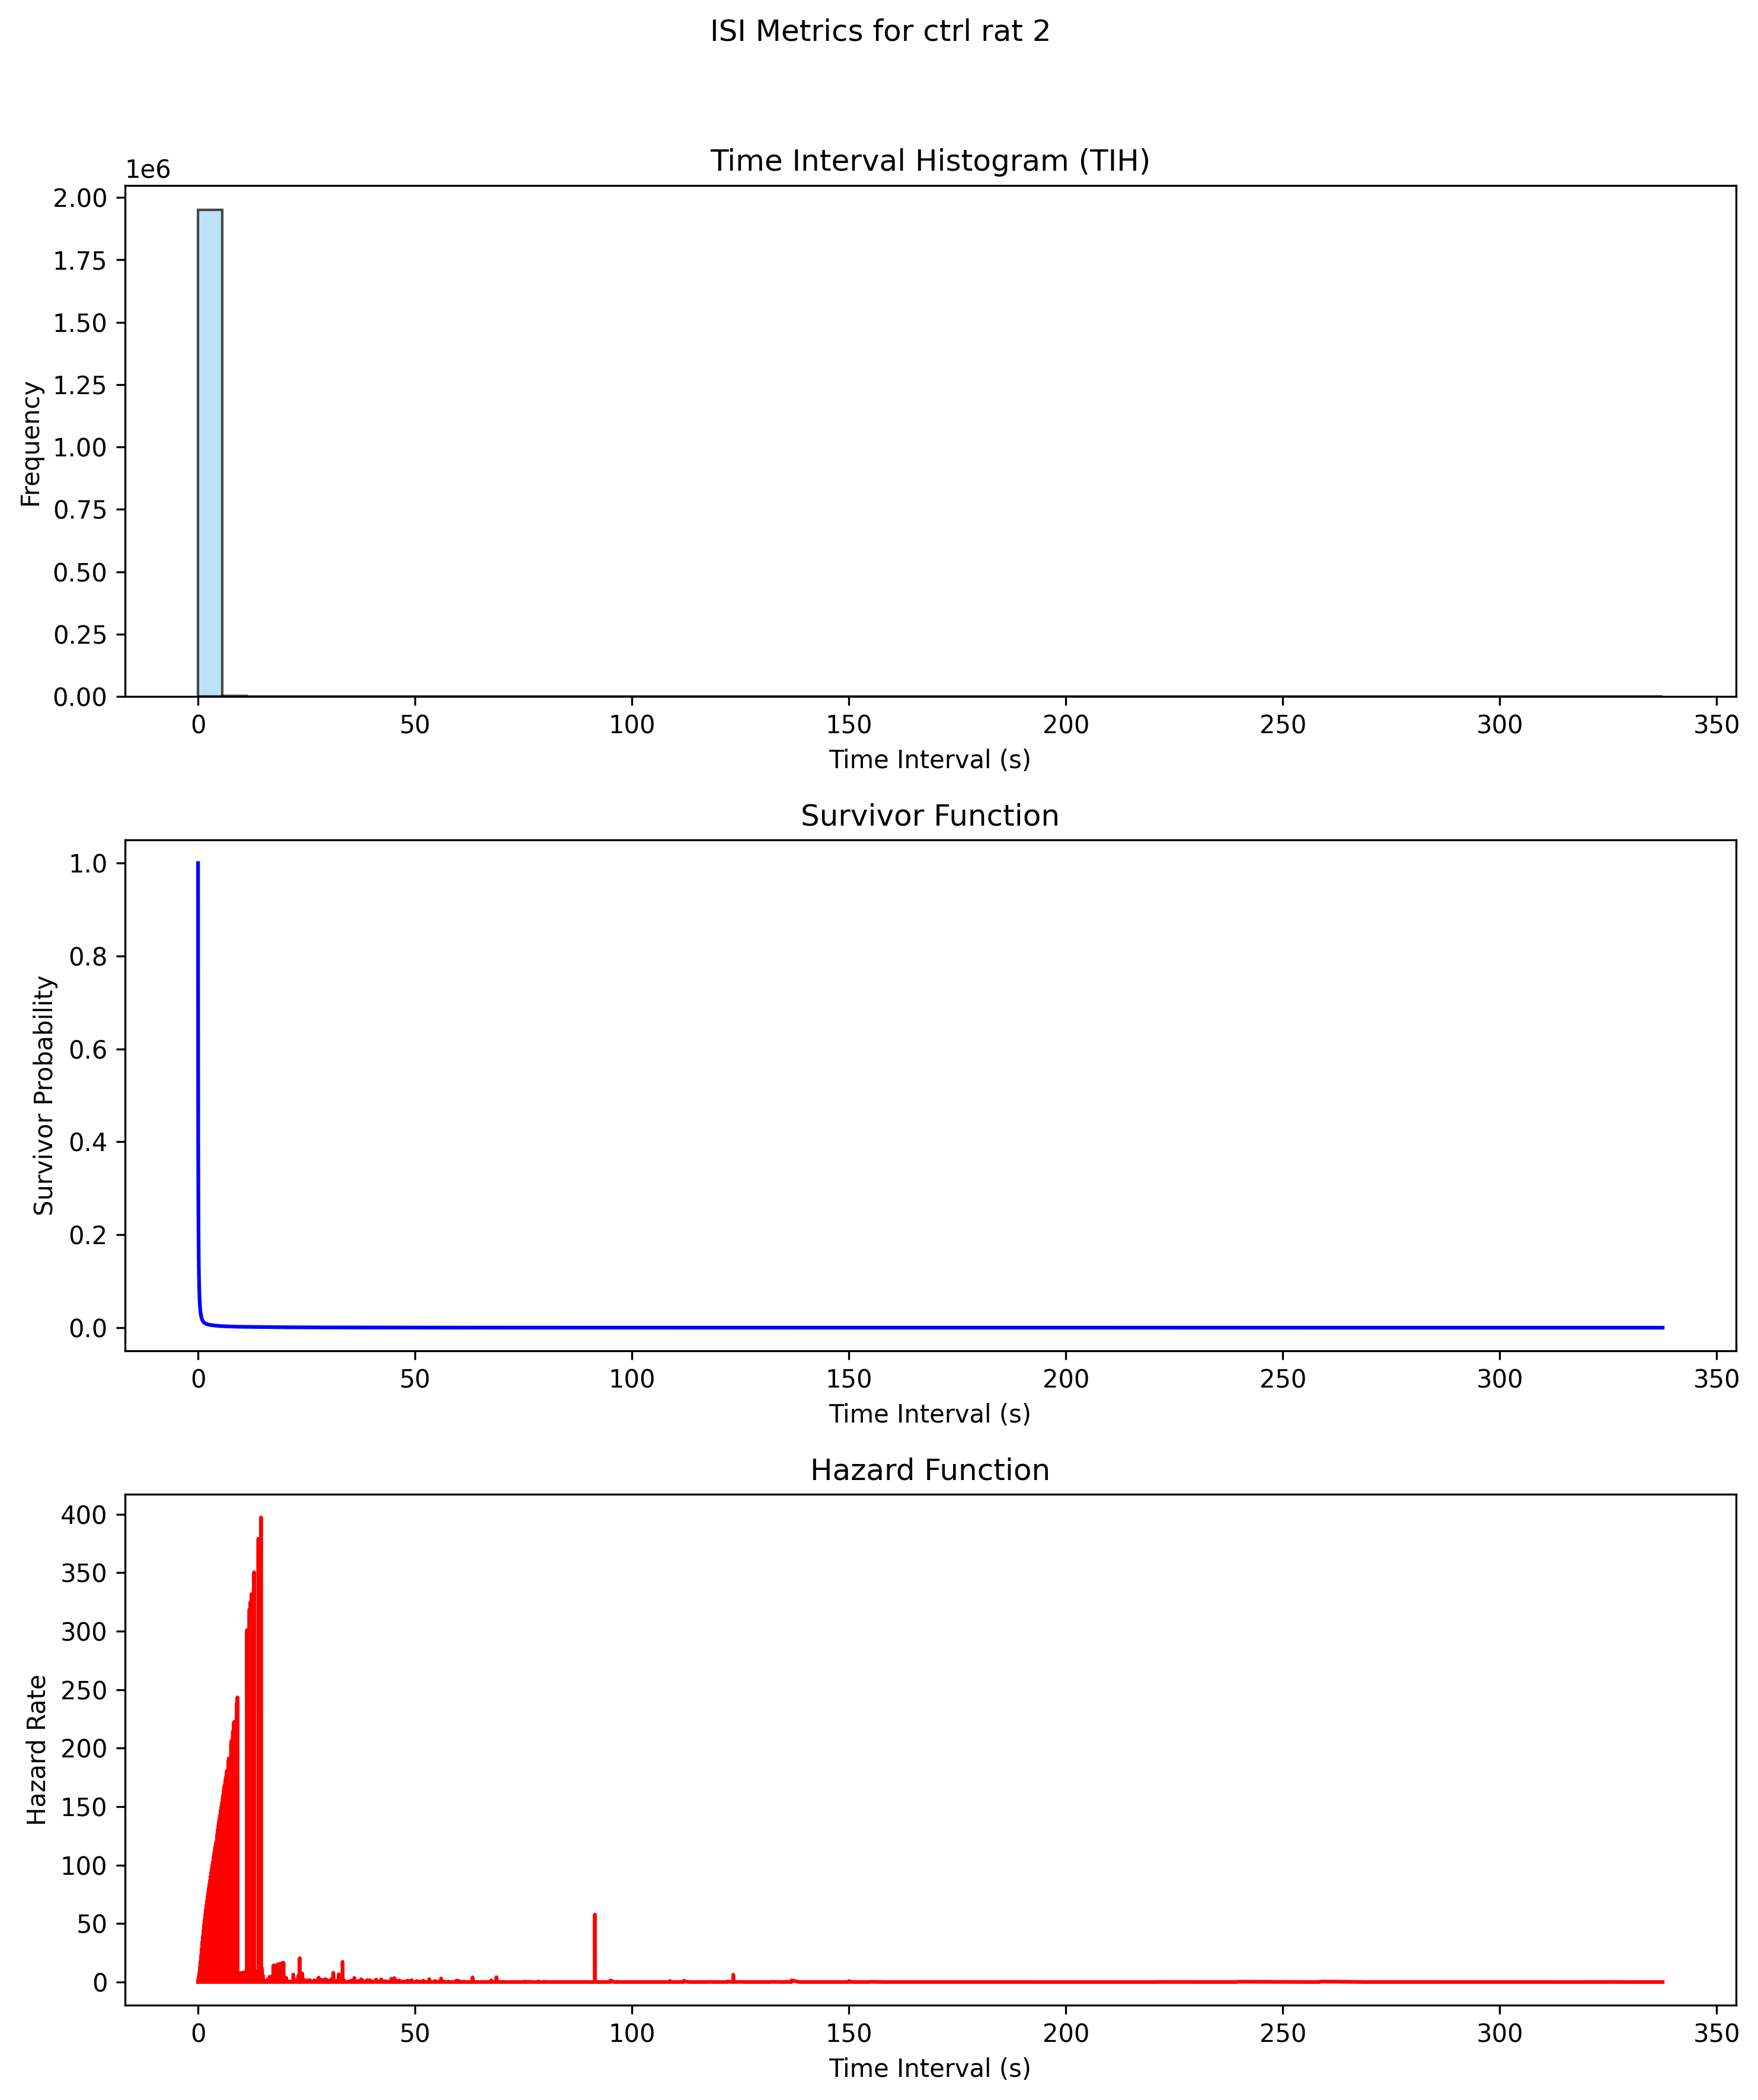 ISI Metrics for ctrl rat 2
Time Interval Histogram (TIH)
1e6
2.00
1.75
1.50
1.25
1.00
0.75
0.50
0.25
0.00
Frequency
0 50 100 150 200 250 300 350
Time Interval (s)
Survivor Function
1.0
0.8
0.6
0.4
0.2
0.0
Survivor Probability
0 50 100 150 200 250 300 350
Time Interval (s)
Hazard Function
400
350
300
250
200
150
100
50
0
Hazard Rate
0 50 100 150 200 250 300 350
Time Interval (s)